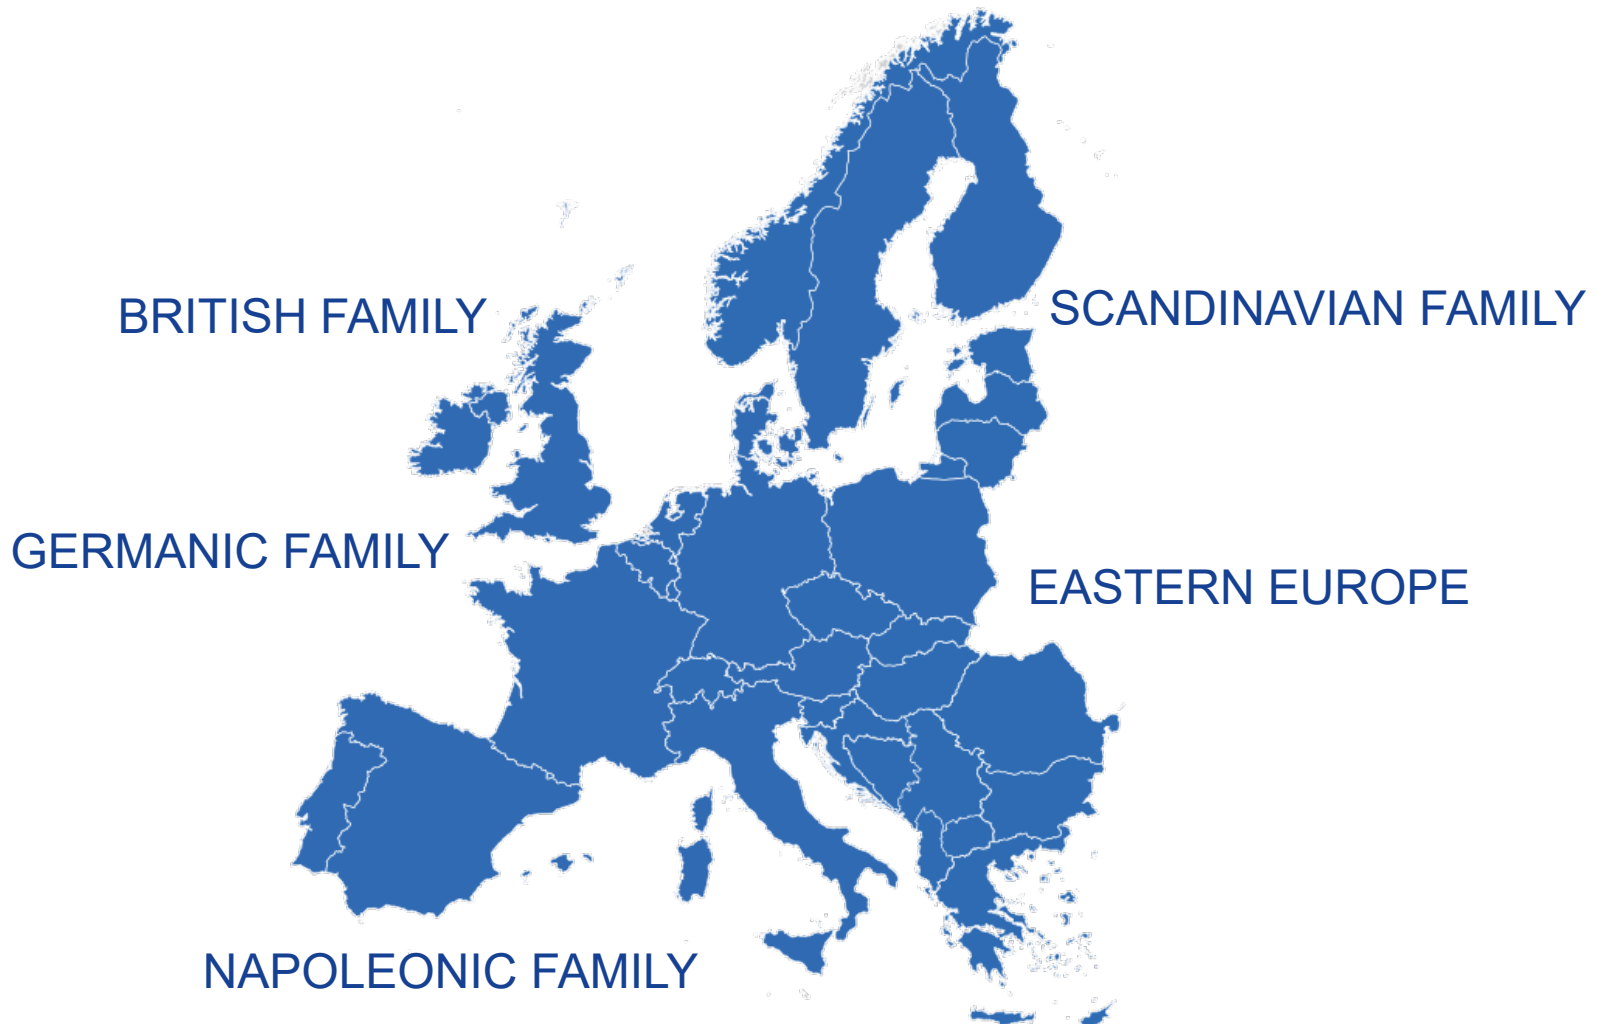 BRITISH FAMILY
SCANDINAVIAN FAMILY
GERMANIC FAMILY
EASTERN EUROPE
NAPOLEONIC FAMILY